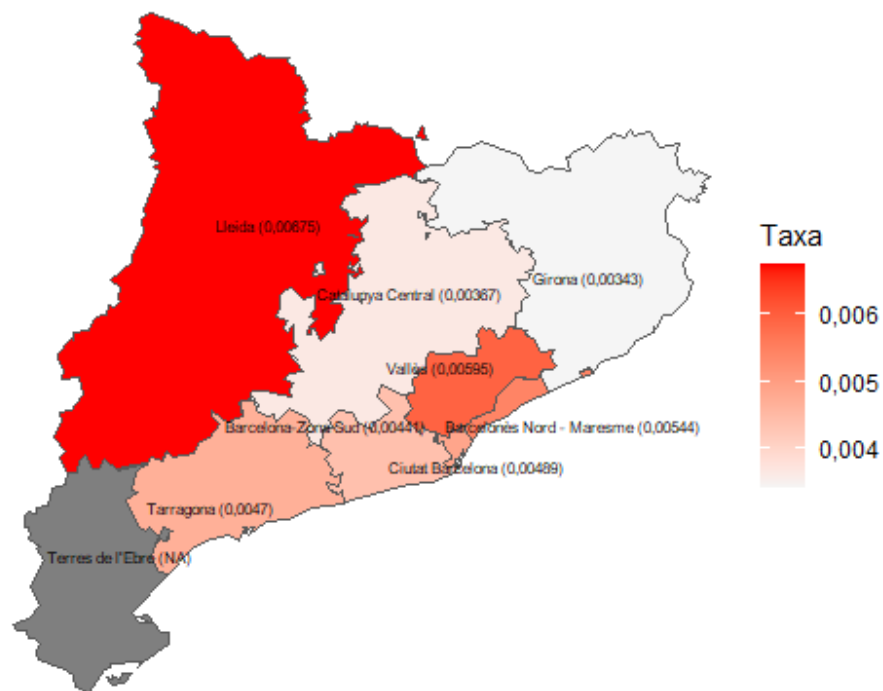 Lleida (0,00675)
Girona (0,00343)
Catalunya Central (0,00367)
Vallès (0,00595)
Barcelona-Zona Sud (0,00441)
Barcelonès Nord - Maresme (0,00544)
Ciutat Barcelona (0,00489)
Tarragona (0,0047)
Terres de l''Ebre (NA)
Taxa
0,006
0,005
0,004